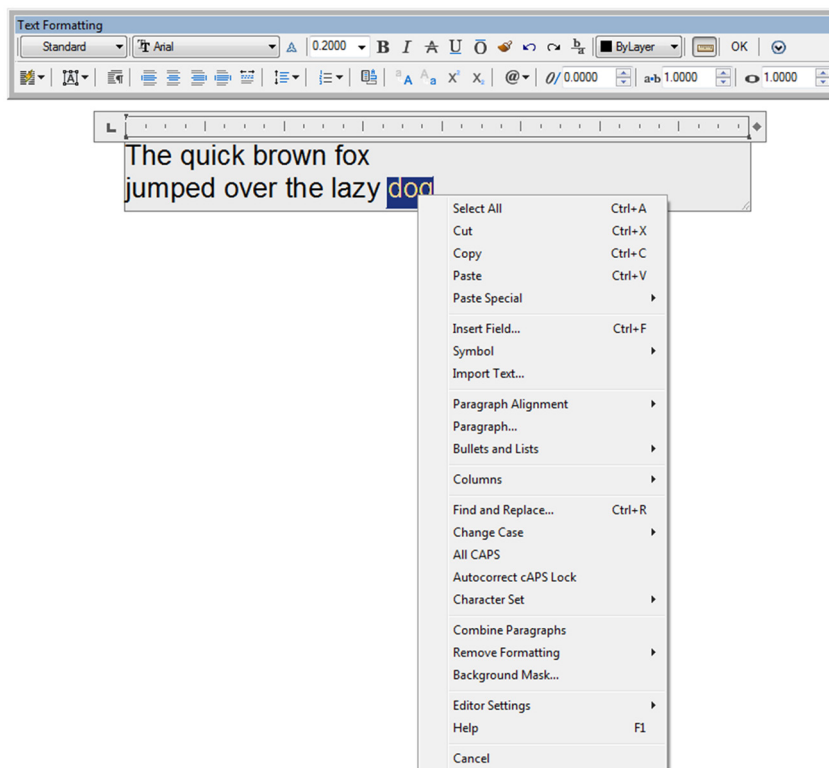 Text Formatting
Standard Arial 0.2000 B I A U O b/a ByLayer OK
@ 0/ 0.0000 a•b 1.0000 1.0000
The quick brown fox
jumped over the lazy dog
Select All Ctrl+A
Cut Ctrl+X
Copy Ctrl+C
Paste Ctrl+V
Paste Special
Insert Field... Ctrl+F
Symbol
Import Text...
Paragraph Alignment
Paragraph...
Bullets and Lists
Columns
Find and Replace... Ctrl+R
Change Case
All CAPS
Autocorrect cAPS Lock
Character Set
Combine Paragraphs
Remove Formatting
Background Mask...
Editor Settings
Help F1
Cancel